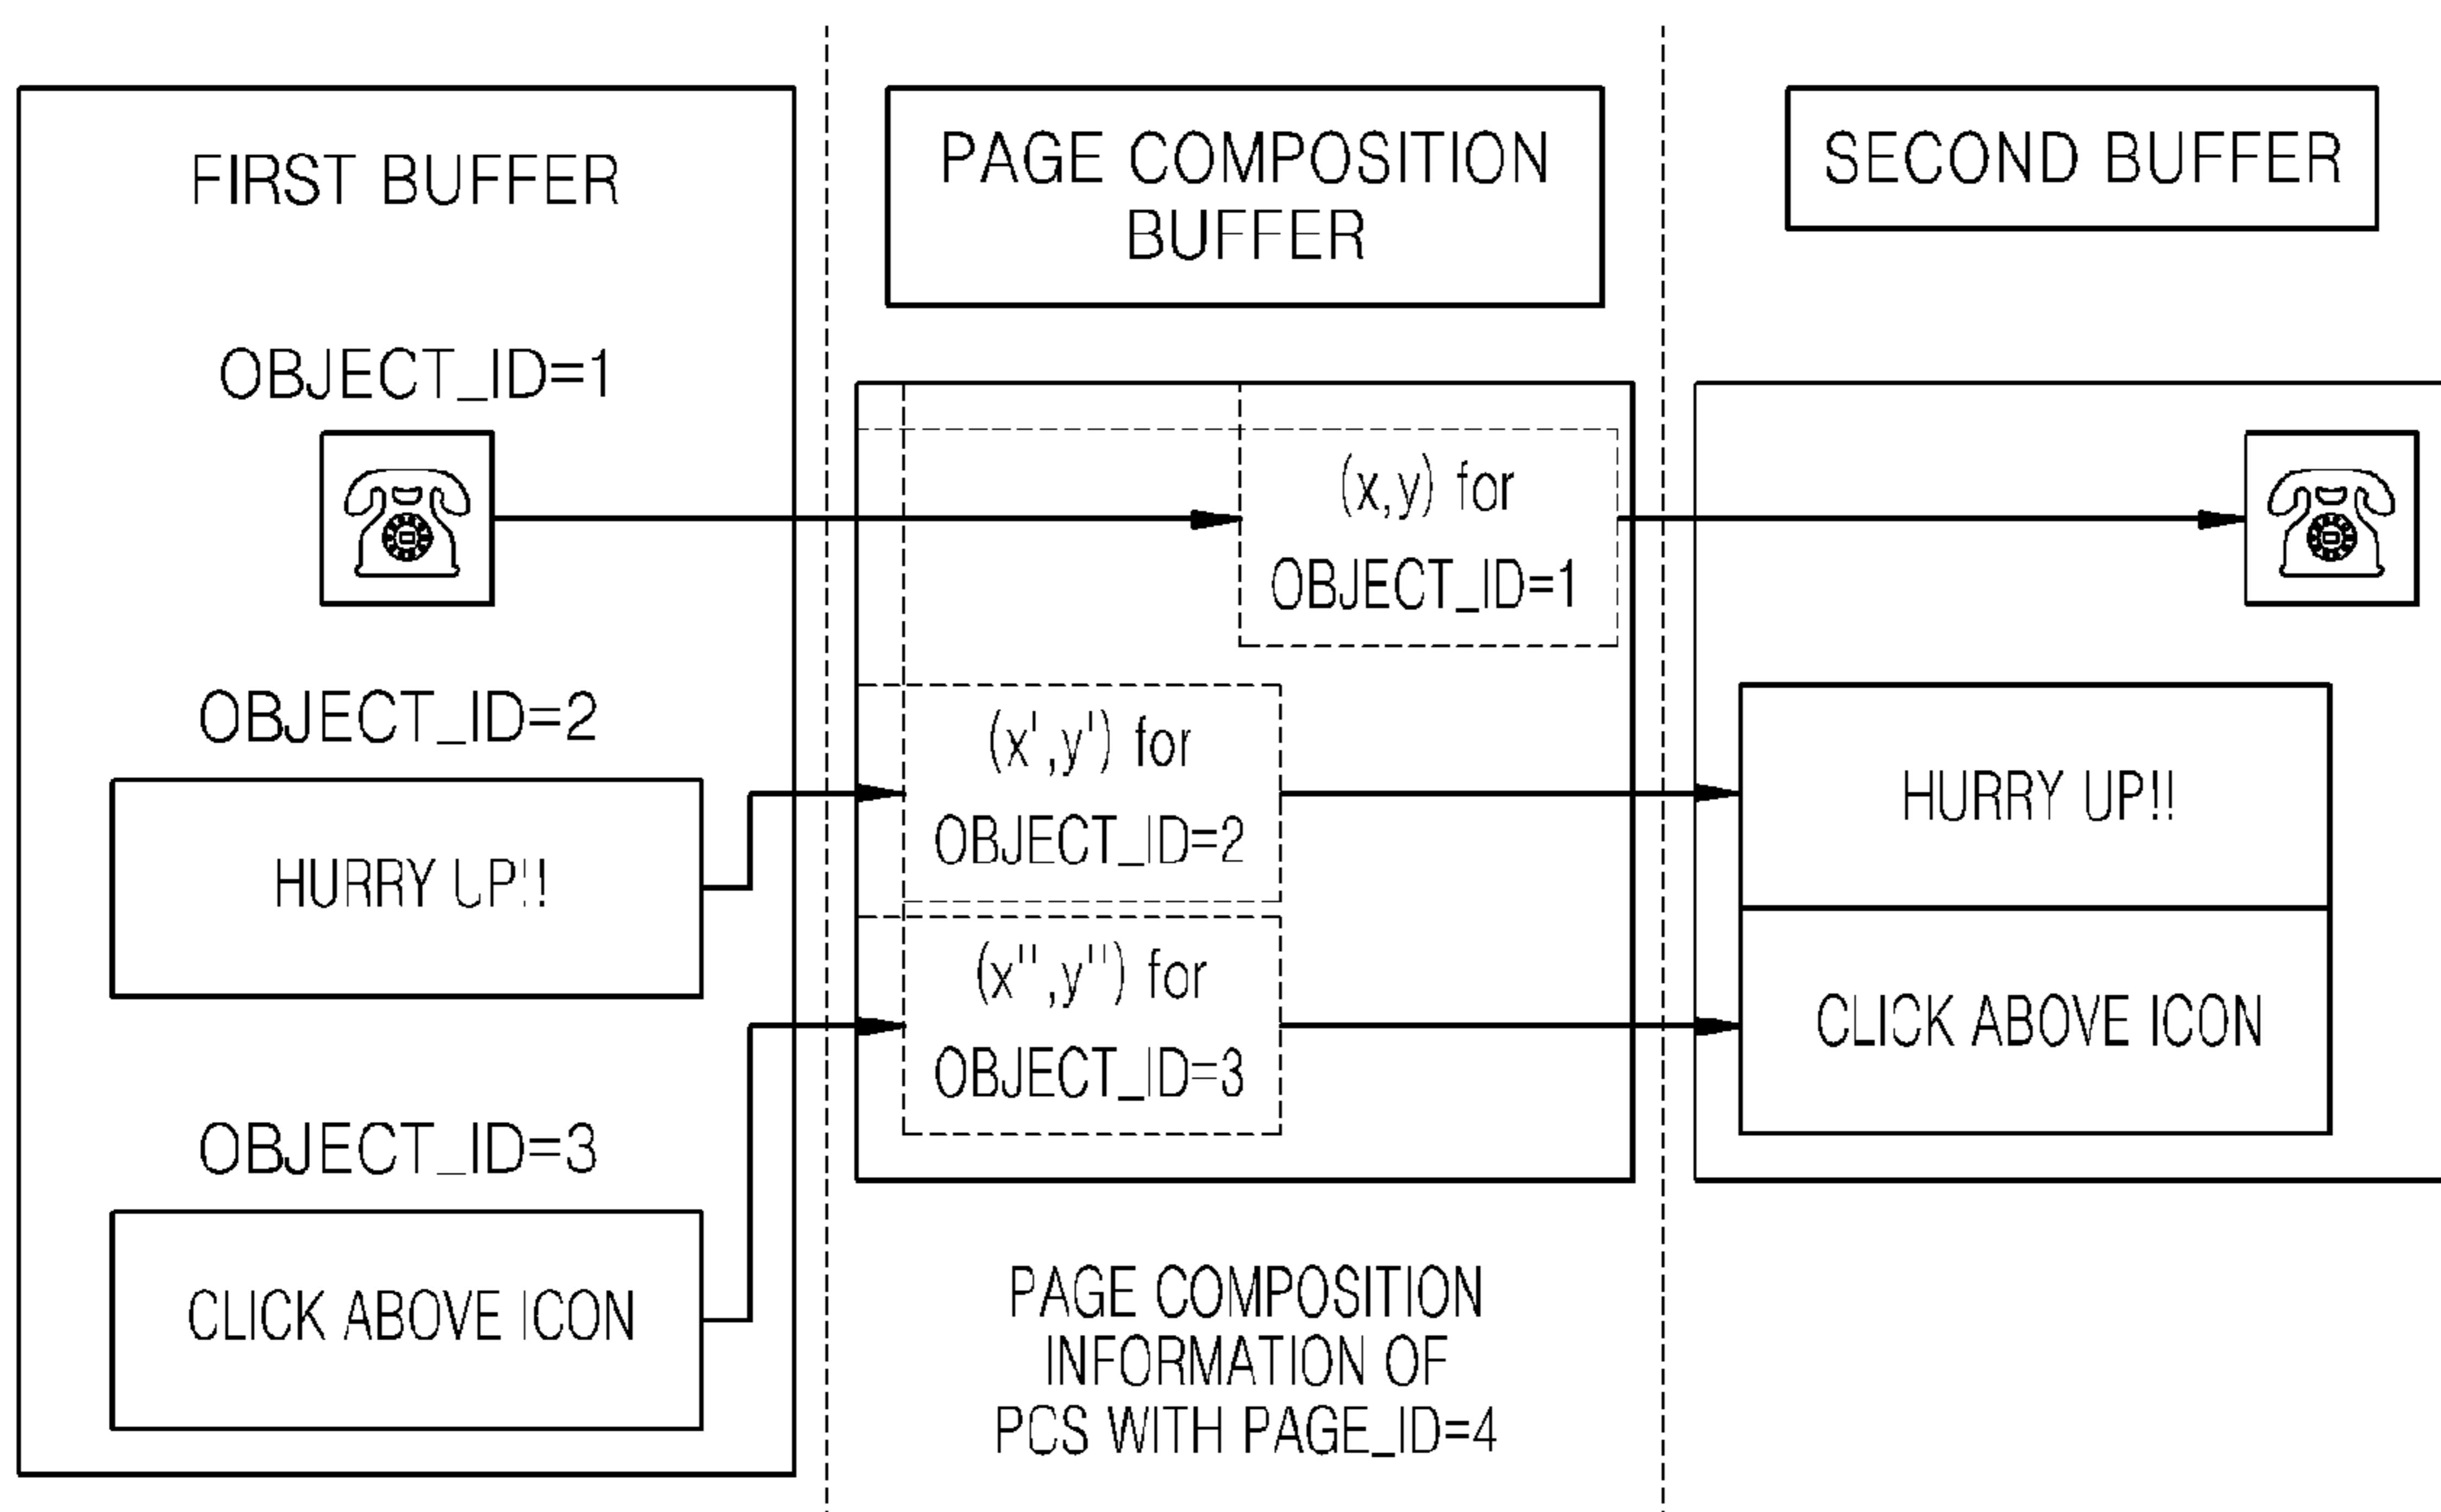 FIRST BUFFER
OBJECT_ID=1
OBJECT_ID=2
HURRY UP!!
OBJECT_ID=3
CLICK ABOVE ICON
PAGE COMPOSITION
BUFFER
(x,y) for
OBJECT_ID=1
(x',y') for
OBJECT_ID=2
(x",y") for
OBJECT_ID=3
PAGE COMPOSITION
INFORMATION OF
PCS WITH PAGE_ID=4
SECOND BUFFER
HURRY UP!!
CLICK ABOVE ICON